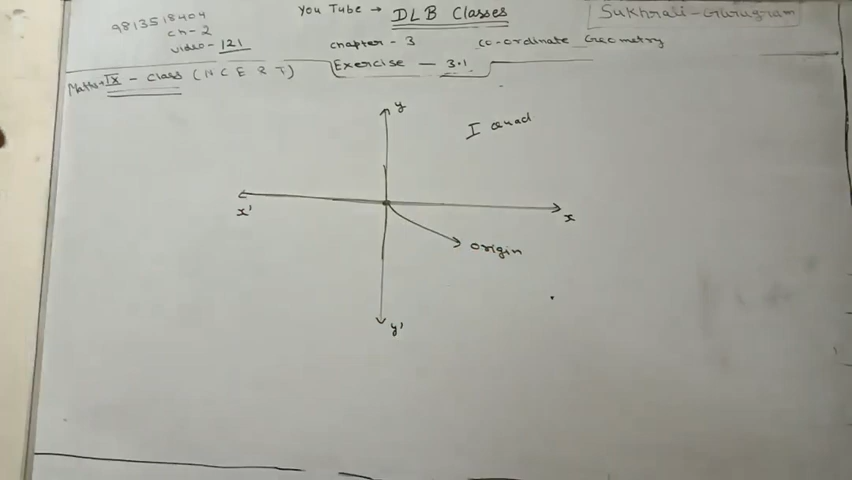 9813518404
ch-2
video- 121
You Tube → DLB Classes
Sukhrali-Gurugram
chapter - 3 co-ordinate Geometry
Exercise - 3.1
Maths IX - class (N C E R T)
y
I quad
x'
x
origin
y'